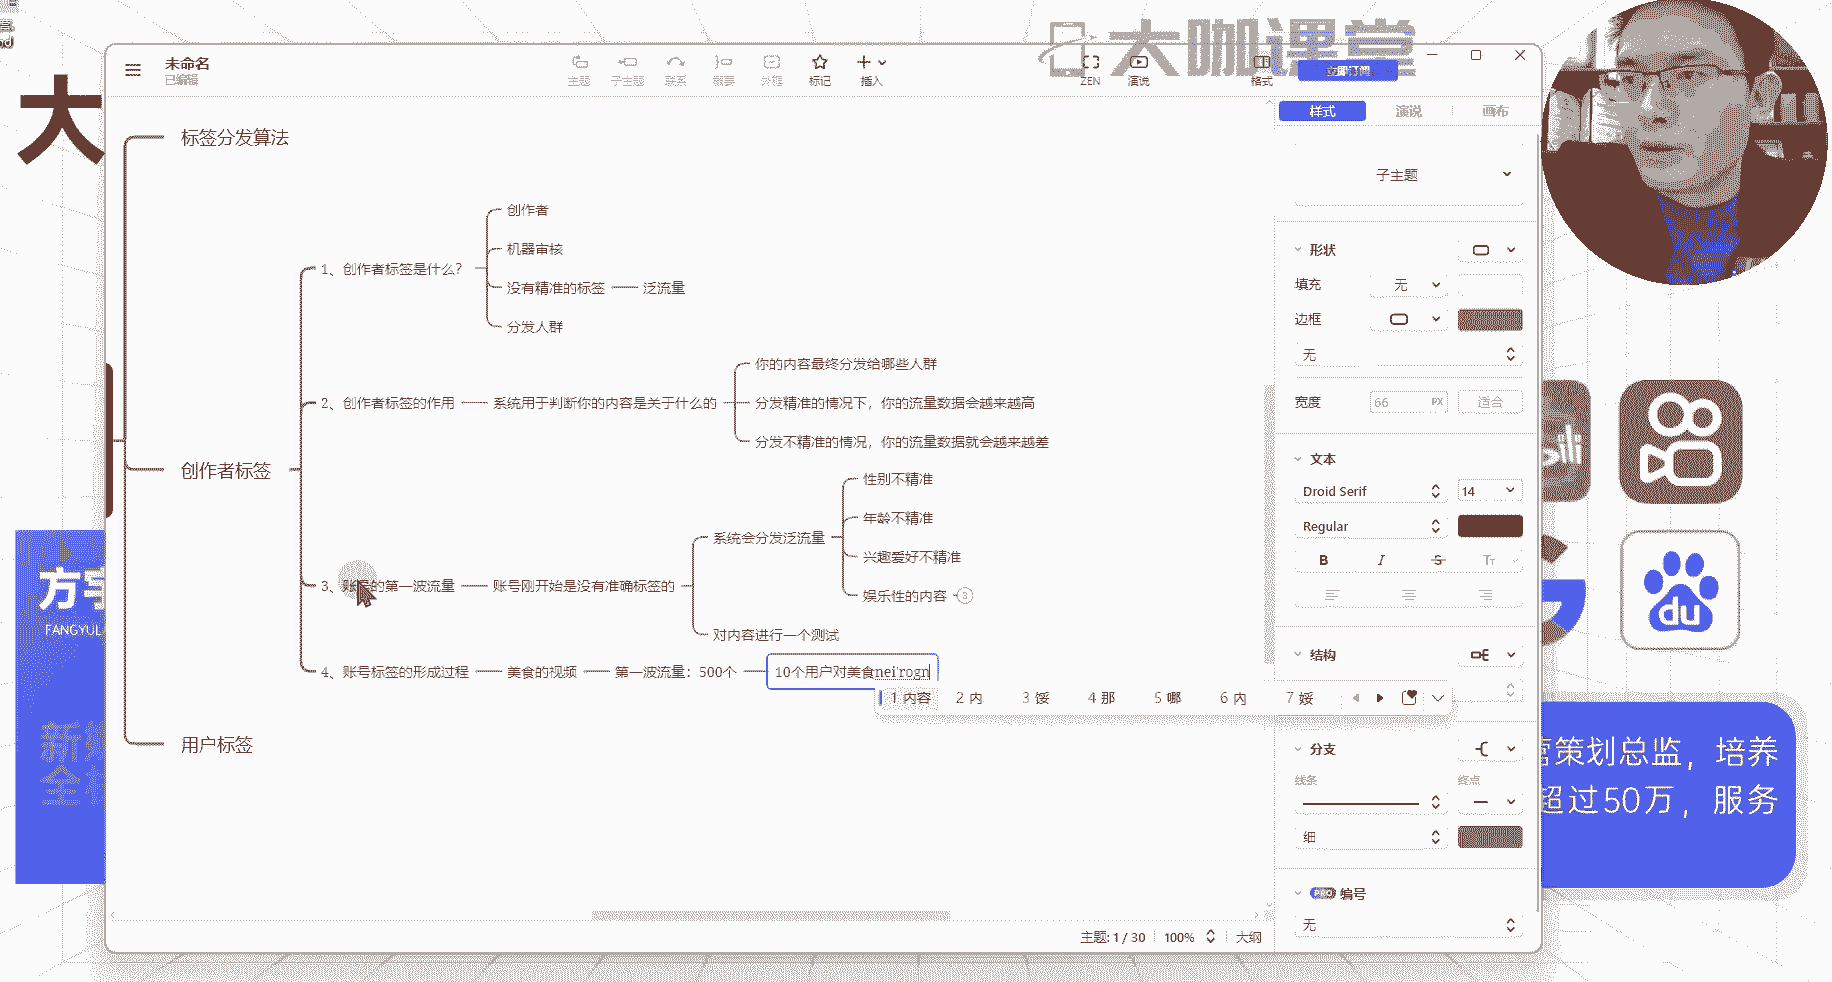 大咖课堂
大
未命名
已编辑
主题
子主题
联系
概要
外框
标记
插入
ZEN
演说
格式
立即订阅
样式
演说
画布
标签分发算法
创作者
机器审核
1、创作者标签是什么？
没有精准的标签
泛流量
分发人群
你的内容最终分发给哪些人群
2、创作者标签的作用
系统用于判断你的内容是关于什么的
分发精准的情况下，你的流量数据会越来越高
分发不精准的情况，你的流量数据就会越来越差
创作者标签
性别不精准
年龄不精准
系统会分发泛流量
兴趣爱好不精准
3、账号的第一波流量
账号刚开始是没有准确标签的
娱乐性的内容
3
对内容进行一个测试
4、账号标签的形成过程
美食的视频
第一波流量：500个
10个用户对美食nei'rogn
1 内容 2 内 3 馁 4 那 5 哪 6 内 7 娞
用户标签
子主题
形状
填充
无
边框
无
宽度
66
PX
适合
文本
Droid Serif
14
Regular
B I S Tт
结构
分支
线条
终点
细
PRO 编号
无
主题: 1 / 30
100%
大纲
方宇
FANGYU
全
du
营策划总监，培养
超过50万，服务